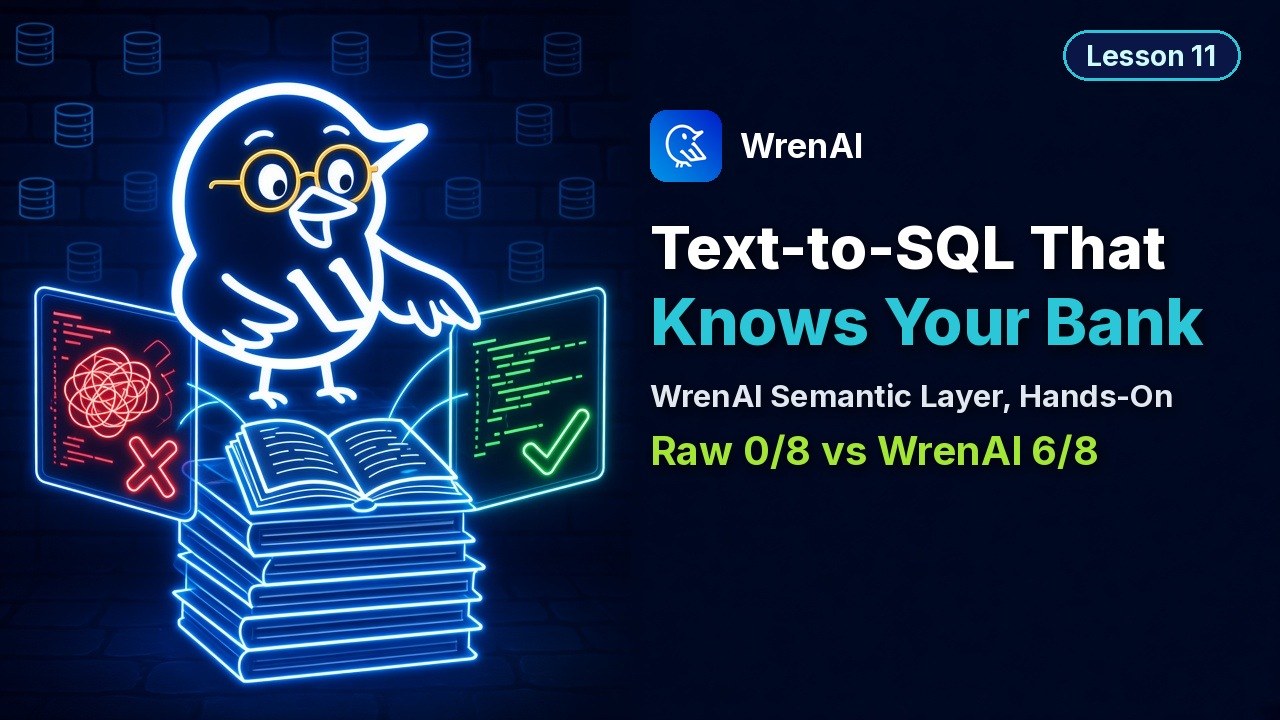 Lesson 11
WrenAI
Text-to-SQL That
Knows Your Bank
WrenAI Semantic Layer, Hands-On
Raw 0/8 vs WrenAI 6/8